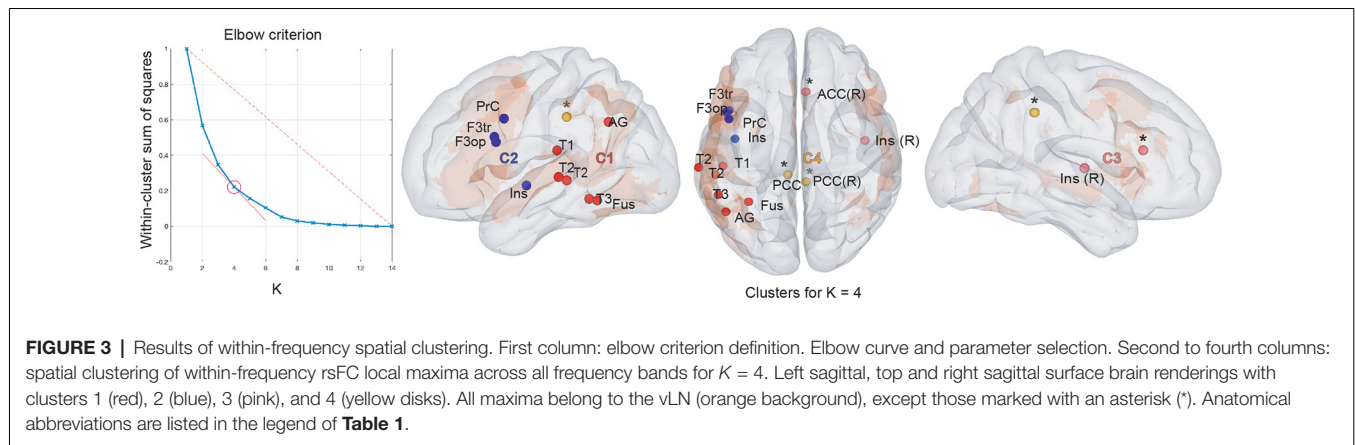 Elbow criterion
Within-cluster sum of squares
1
0.8
0.6
0.4
0.2
0
-0.2
0 2 4 6 8 10 12 14
K
PrC
F3tr
F3op
C2
Ins
*
T1
T2
T2
C1
AG
T3
Fus
F3tr
F3op
PrC
Ins
T2
T1
T2
T3
AG
Fus
*
ACC(R)
Ins (R)
*
C4
*
PCC
PCC(R)
Clusters for K = 4
*
*
C3
Ins (R)
FIGURE 3 | Results of within-frequency spatial clustering. First column: elbow criterion definition. Elbow curve and parameter selection. Second to fourth columns:
spatial clustering of within-frequency rsFC local maxima across all frequency bands for K = 4. Left sagittal, top and right sagittal surface brain renderings with
clusters 1 (red), 2 (blue), 3 (pink), and 4 (yellow disks). All maxima belong to the vLN (orange background), except those marked with an asterisk (*). Anatomical
abbreviations are listed in the legend of Table 1.